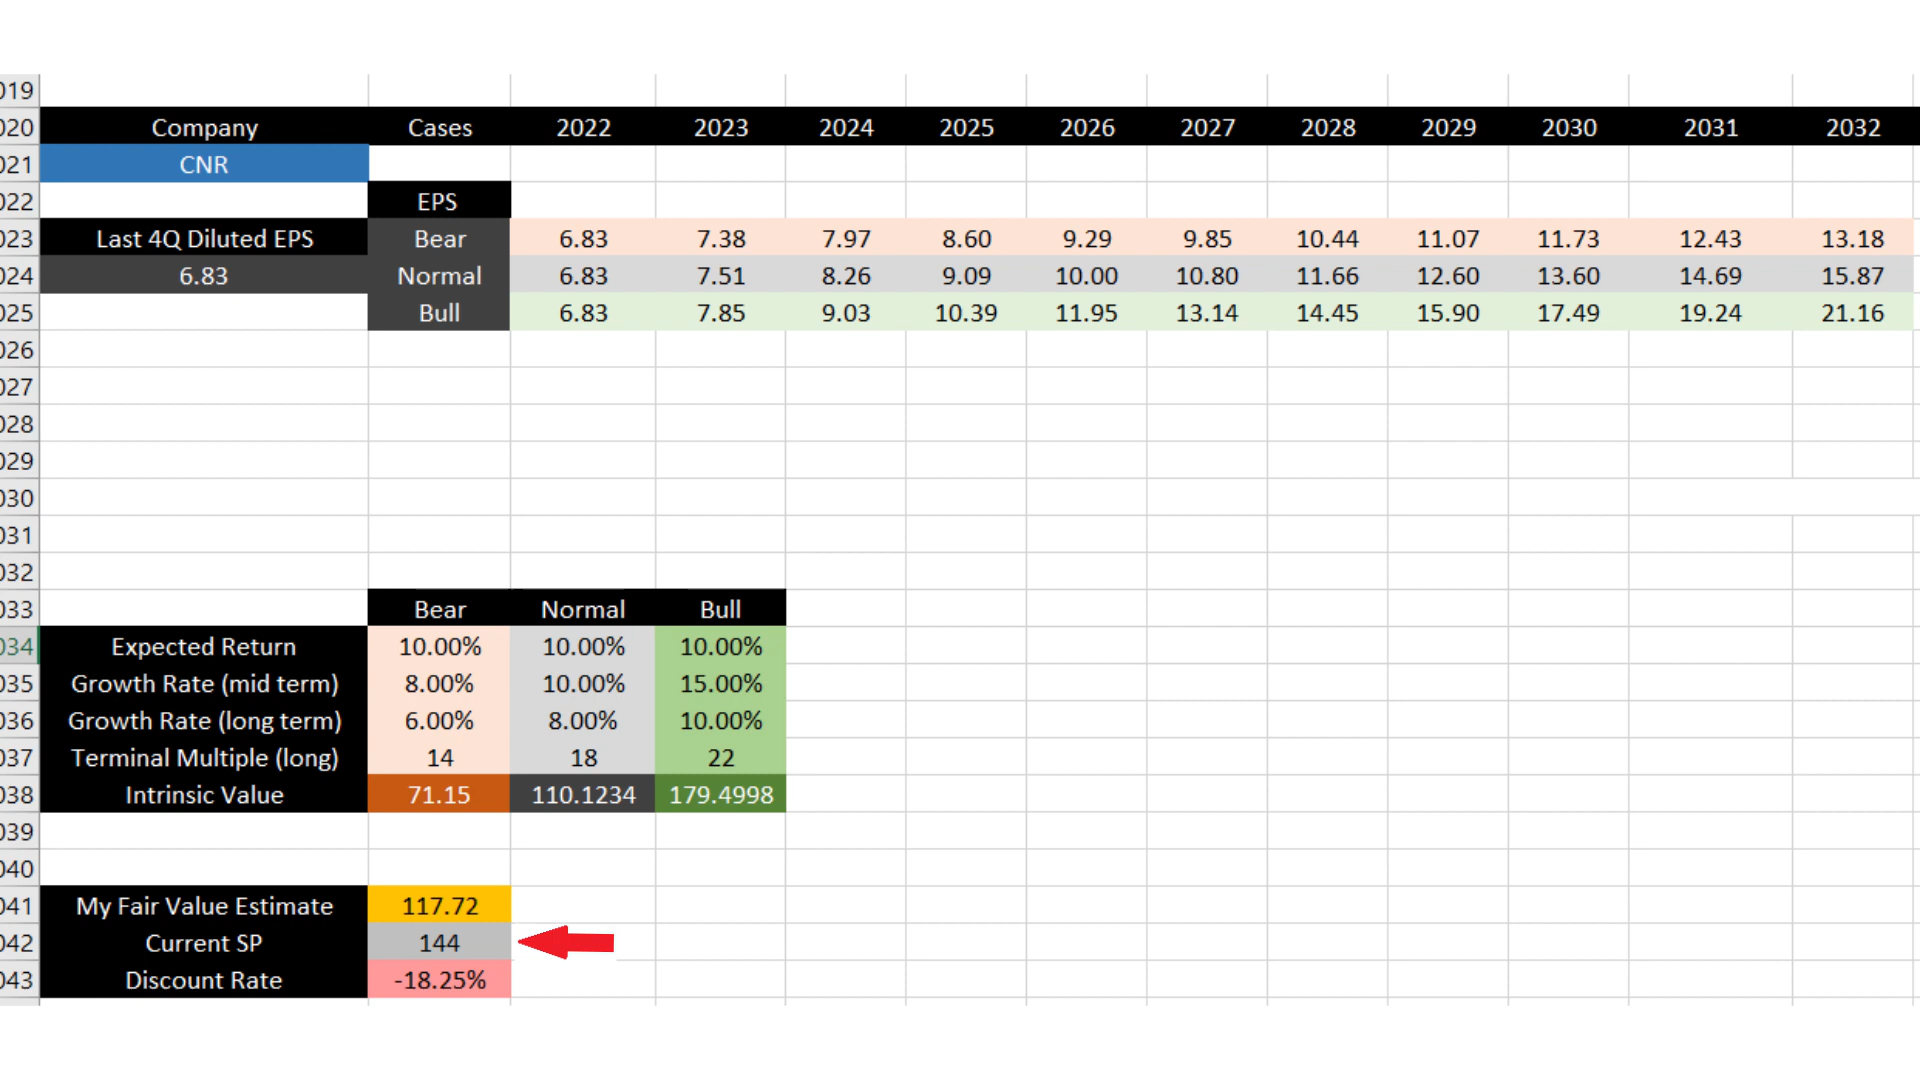 019
020 Company Cases 2022 2023 2024 2025 2026 2027 2028 2029 2030 2031 2032
021 CNR
022 EPS
023 Last 4Q Diluted EPS Bear 6.83 7.38 7.97 8.60 9.29 9.85 10.44 11.07 11.73 12.43 13.18
024 6.83 Normal 6.83 7.51 8.26 9.09 10.00 10.80 11.66 12.60 13.60 14.69 15.87
025 Bull 6.83 7.85 9.03 10.39 11.95 13.14 14.45 15.90 17.49 19.24 21.16
026
027
028
029
030
031
032
033 Bear Normal Bull
034 Expected Return 10.00% 10.00% 10.00%
035 Growth Rate (mid term) 8.00% 10.00% 15.00%
036 Growth Rate (long term) 6.00% 8.00% 10.00%
037 Terminal Multiple (long) 14 18 22
038 Intrinsic Value 71.15 110.1234 179.4998
039
040
041 My Fair Value Estimate 117.72
042 Current SP 144
043 Discount Rate -18.25%